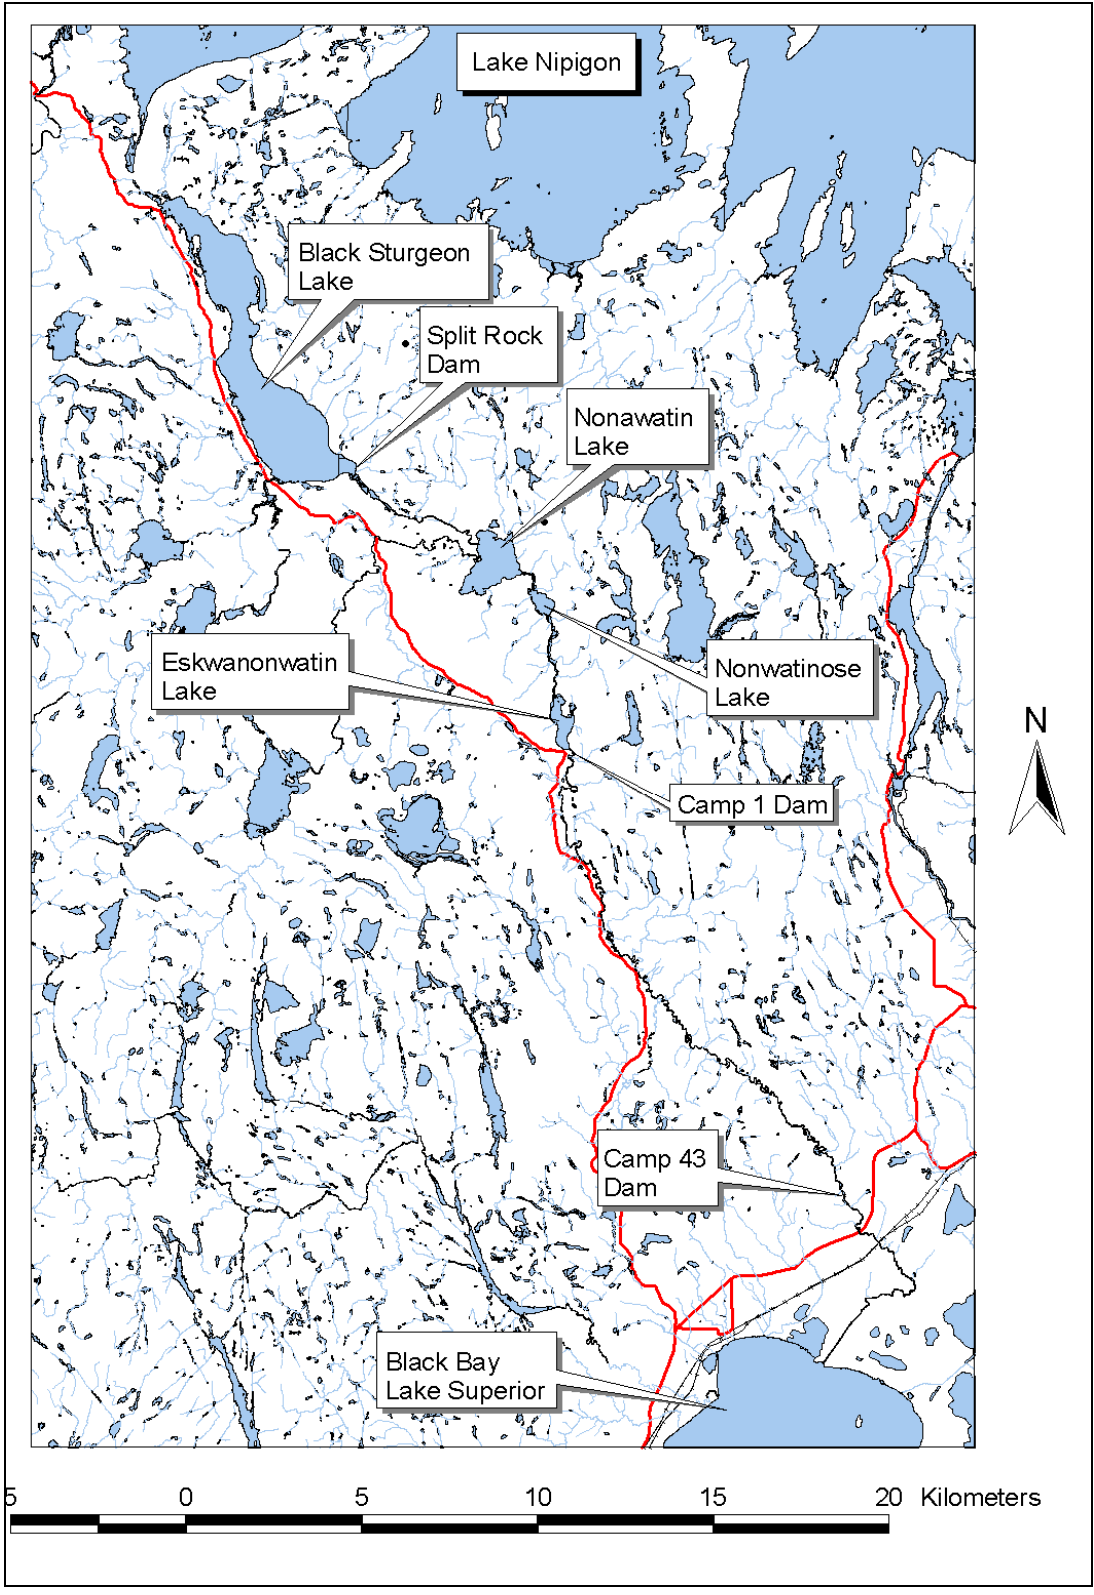 Lake Nipigon
Black Sturgeon
Lake
Split Rock
Dam
Nonawatin
Lake
Eskwanonwatin
Lake
Nonwatinose
Lake
N
Camp 1 Dam
Camp 43
Dam
Black Bay
Lake Superior
5 0 5 10 15 20 Kilometers